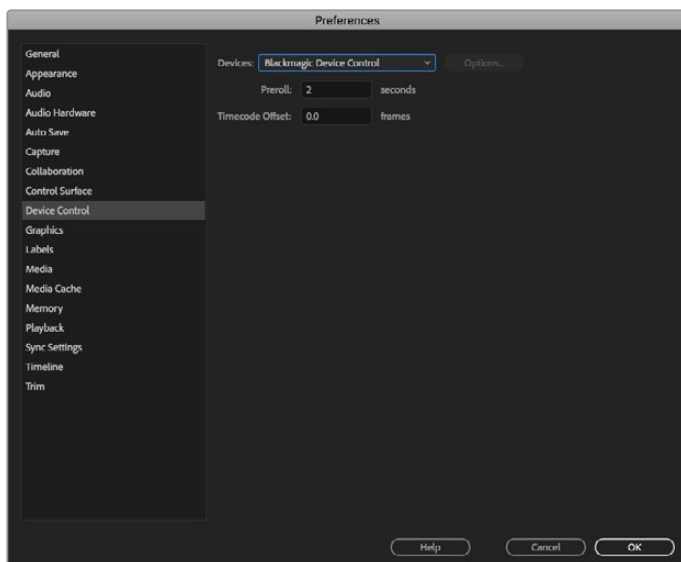 Preferences
General
Appearance
Audio
Audio Hardware
Auto Save
Capture
Collaboration
Control Surface
Device Control
Graphics
Labels
Media
Media Cache
Memory
Playback
Sync Settings
Timeline
Trim
Devices: Blackmagic Device Control Options...
Preroll: 2 seconds
Timecode Offset: 0.0 frames
Help Cancel OK